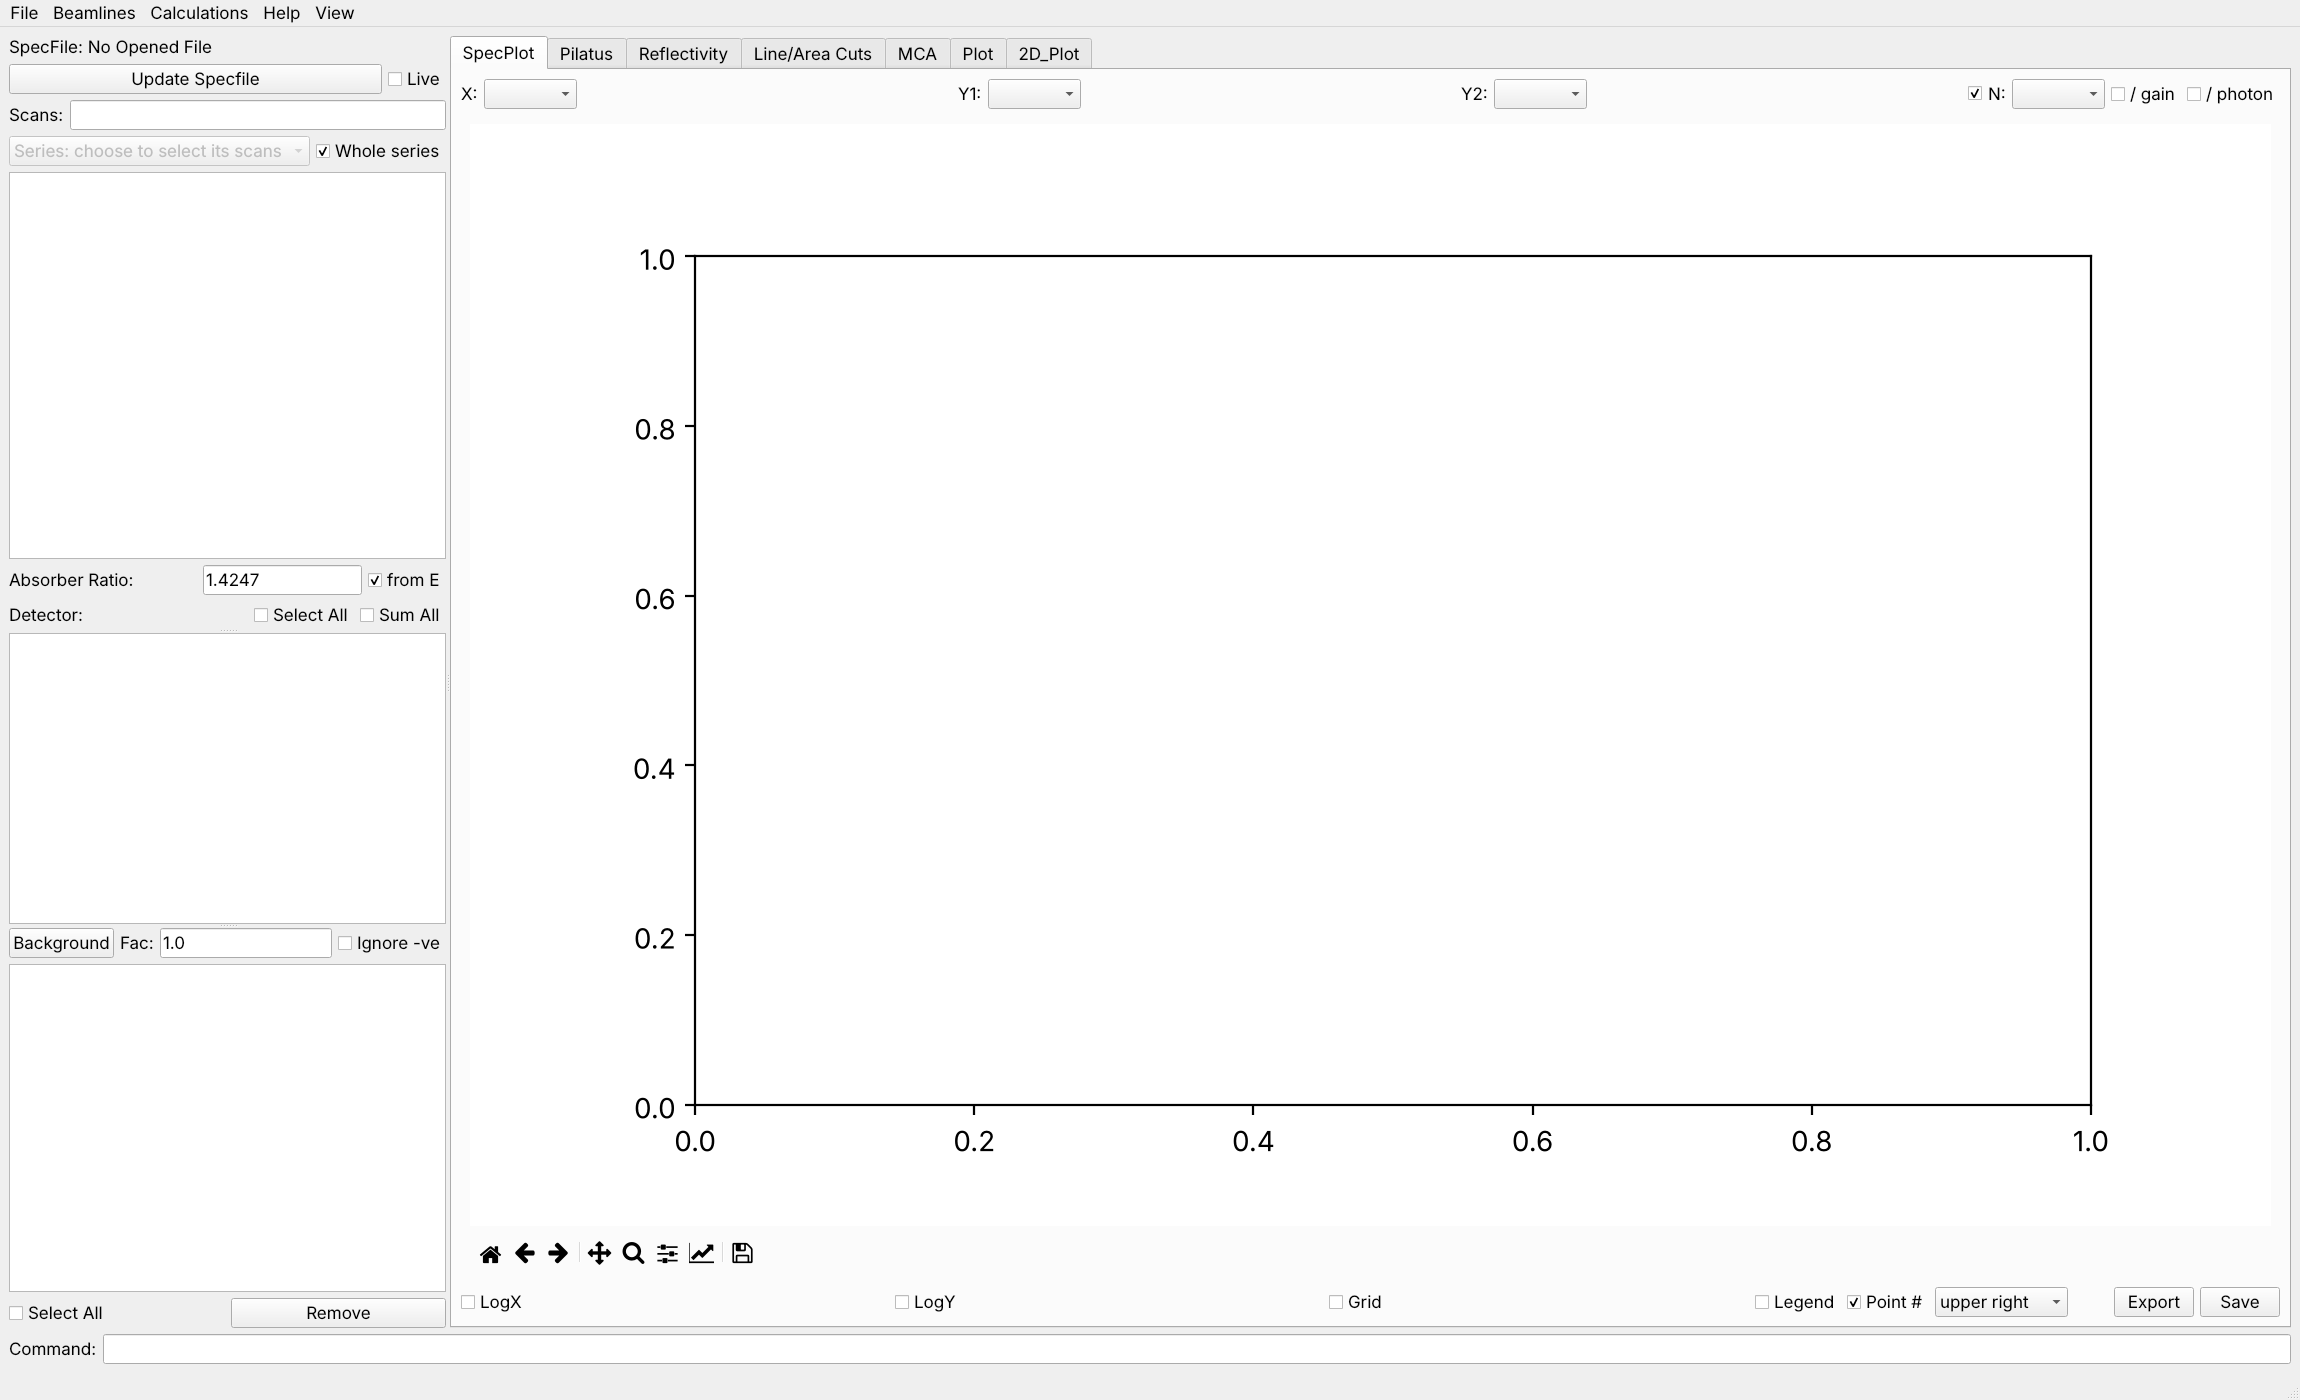 File Beamlines Calculations Help View
SpecFile: No Opened File
Update Specfile Live
Scans:
Series: choose to select its scans Whole series
Absorber Ratio: 1.4247 from E
Detector: Select All Sum All
Background Fac: 1.0 Ignore -ve
Select All Remove
SpecPlot Pilatus Reflectivity Line/Area Cuts MCA Plot 2D_Plot
X: Y1: Y2: N: / gain / photon
1.0
0.8
0.6
0.4
0.2
0.0
0.0 0.2 0.4 0.6 0.8 1.0
LogX LogY Grid Legend Point # upper right Export Save
Command: